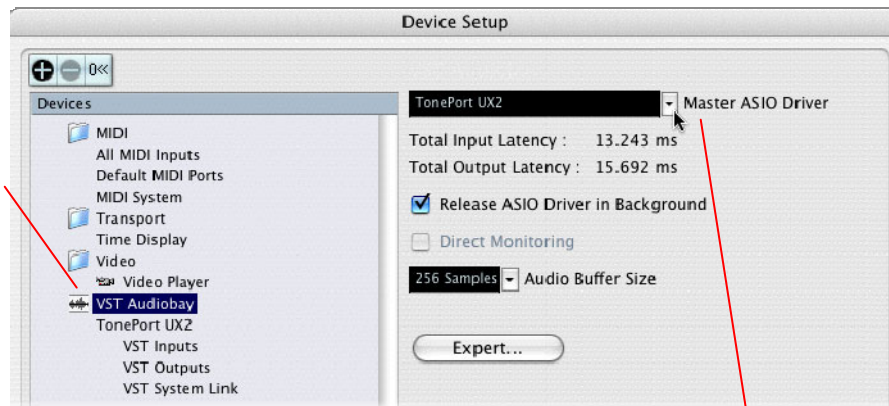 Device Setup
0<<
Devices
MIDI
All MIDI Inputs
Default MIDI Ports
MIDI System
Transport
Time Display
Video
Video Player
VST Audiobay
TonePort UX2
VST Inputs
VST Outputs
VST System Link
TonePort UX2 Master ASIO Driver
Total Input Latency : 13.243 ms
Total Output Latency : 15.692 ms
Release ASIO Driver in Background
Direct Monitoring
256 Samples Audio Buffer Size
Expert...